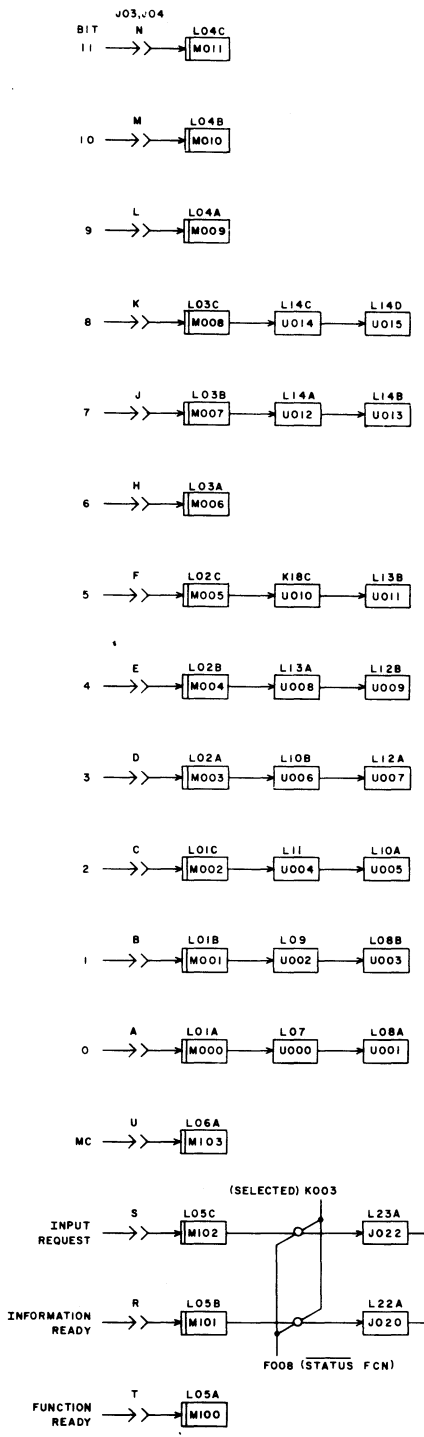 J03,J04
BIT N L04C
11 M011
M L04B
10 M010
L L04A
9 M009
K L03C L14C L14D
8 M008 U014 U015
J L03B L14A L14B
7 M007 U012 U013
H L03A
6 M006
F L02C K18C L13B
5 M005 U010 U011
E L02B L13A L12B
4 M004 U008 U009
D L02A L10B L12A
3 M003 U006 U007
C L01C L11 L10A
2 M002 U004 U005
B L01B L09 L08B
1 M001 U002 U003
A L01A L07 L08A
0 M000 U000 U001
U L06A
MC M103
(SELECTED) K003
S L05C L23A
INPUT REQUEST M102 J022
R L05B L22A
INFORMATION READY M101 J020
F008 (STATUS FCN)
T L05A
FUNCTION READY M100